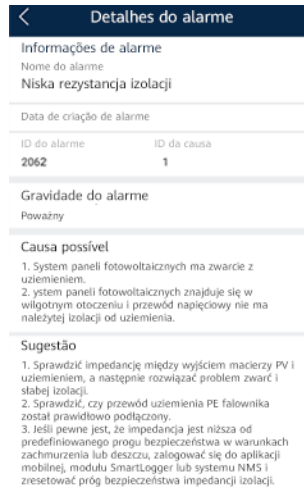 Detalhes do alarme
Informações de alarme
Nome do alarme
Niska rezystancja izolacji
Data de criação de alarme
ID do alarme ID da causa
2062 1
Gravidade do alarme
Poważny
Causa possível
1. System paneli fotowoltaicznych ma zwarcie z
uziemieniem.
2. ystem paneli fotowoltaicznych znajduje się w
wilgotnym otoczeniu i przewód napięciowy nie ma
należytej izolacji od uziemienia.
Sugestão
1. Sprawdzić impedancję między wyjściem macierzy PV i
uziemieniem, a następnie rozwiązać problem zwarć i
słabej izolacji.
2. Sprawdzić, czy przewód uziemienia PE falownika
został prawidłowo podłączony.
3. Jeśli pewne jest, że impedancja jest niższa od
predefiniowanego progu bezpieczeństwa w warunkach
zachmurzenia lub deszczu, zalogować się do aplikacji
mobilnej, modułu SmartLogger lub systemu NMS i
zresetować próg bezpieczeństwa impedancji izolacji.